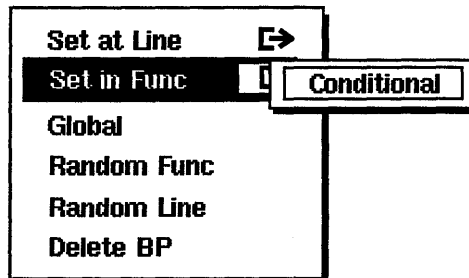 Set at Line
Set in Func
Conditional
Global
Random Func
Random Line
Delete BP